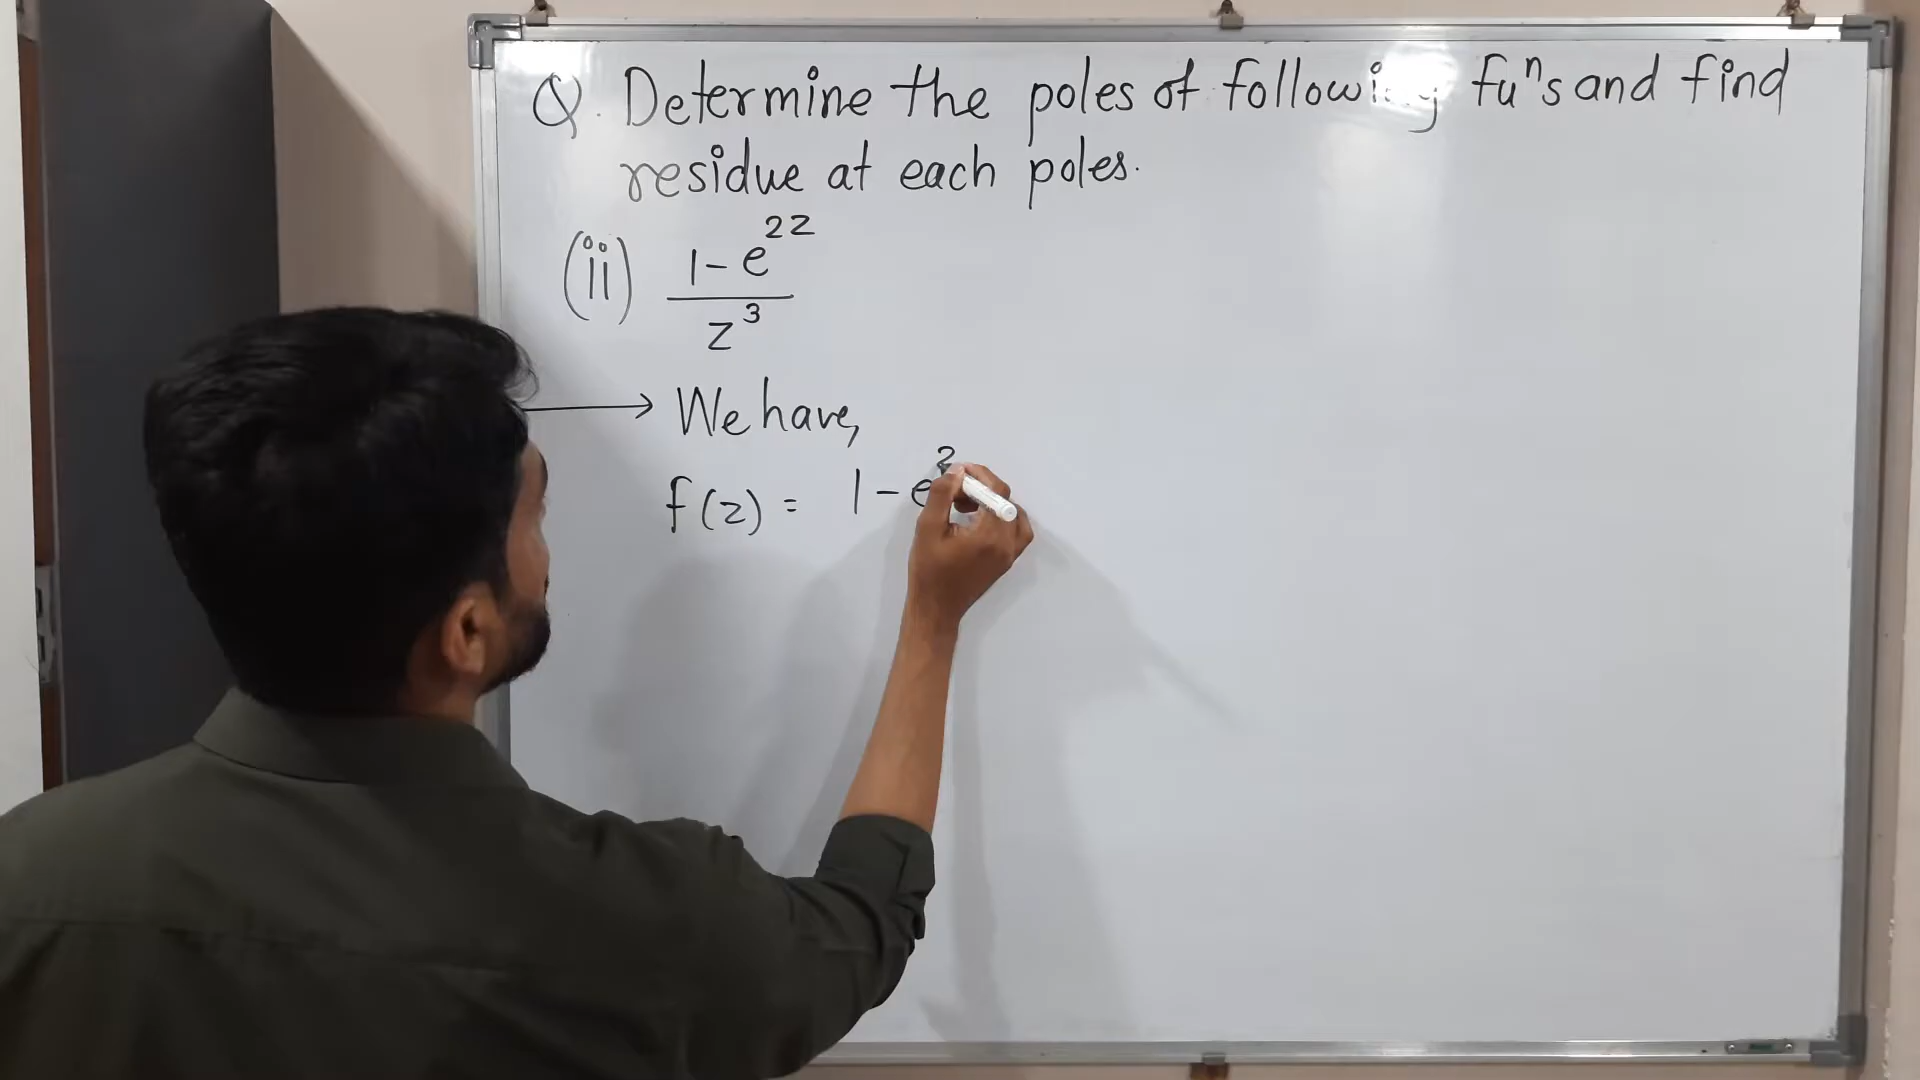 Q. Determine the poles of following fuⁿs and find
residue at each poles.
(ii) 1-e^2z / z^3
→ We have,
f(z) = 1-e^2